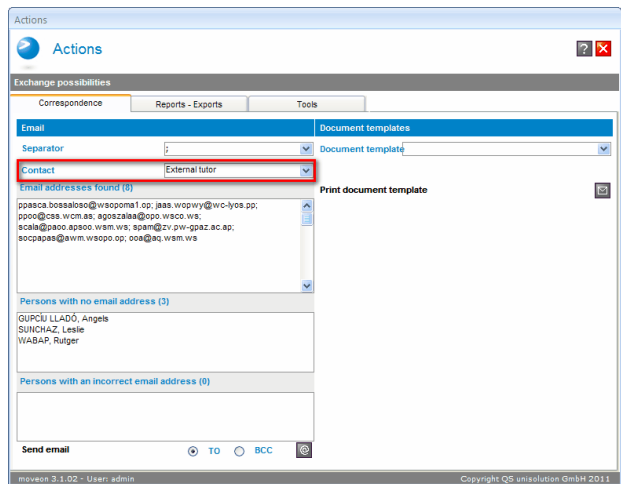 Actions
Actions
?
X
Exchange possibilities
Correspondence
Reports - Exports
Tools
Email
Document templates
Separator
;
Document template
Contact
External tutor
Email addresses found (8)
Print document template
ppasca.bossaloso@wsopoma1.op; jaas.wopwy@wc-lyos.pp;
ppoo@css.wcm.as; agoszalaa@opo.wsco.ws;
scala@paoo.apsoo.wsm.ws; spam@zv.pw-gpaz.ac.ap;
socpapas@awm.wsopo.op; ooa@aq.wsm.ws
Persons with no email address (3)
GUPCÍU LLADÓ, Angels
SUNCHAZ, Leslie
WABAP, Rutger
Persons with an incorrect email address (0)
Send email
TO
BCC
@
moveon 3.1.02 - User: admin
Copyright QS unisolution GmbH 2011